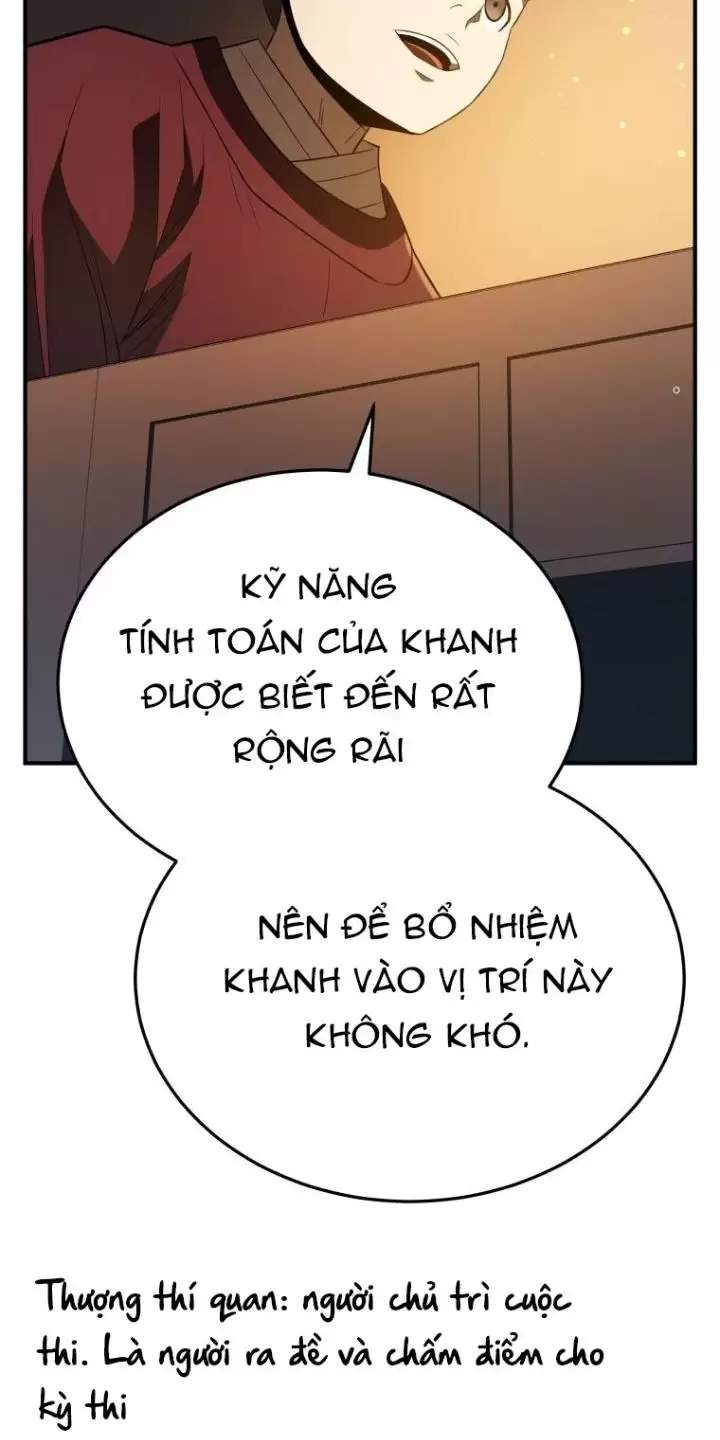 KỸ NĂNG
TÍNH TOÁN CỦA KHANH
ĐƯỢC BIẾT ĐẾN RẤT
RỘNG RÃI
NÊN ĐỂ BỔ NHIỆM
KHANH VÀO VỊ TRÍ NÀY
KHÔNG KHÓ.
Thượng thí quan: người chủ trì cuộc
thi. Là người ra đề và chấm điểm cho
kỳ thi